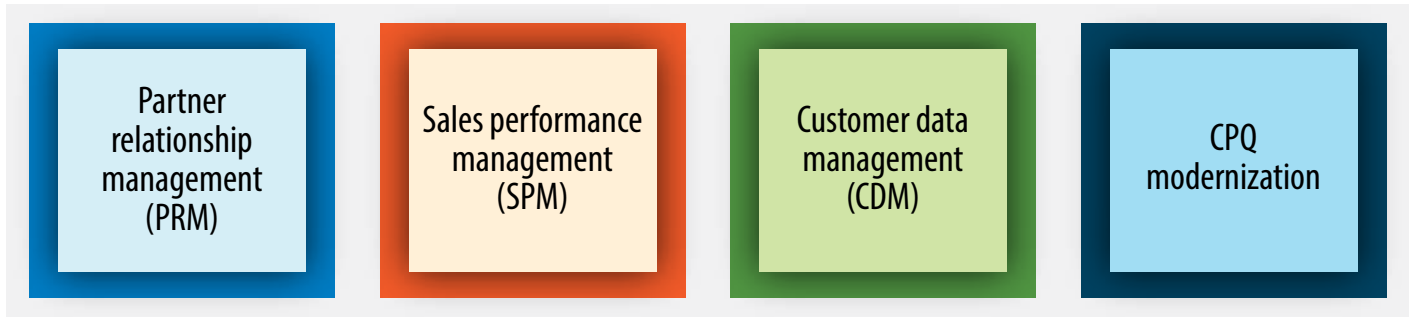 Partner
relationship
management
(PRM)
Sales performance
management
(SPM)
Customer data
management
(CDM)
CPQ
modernization